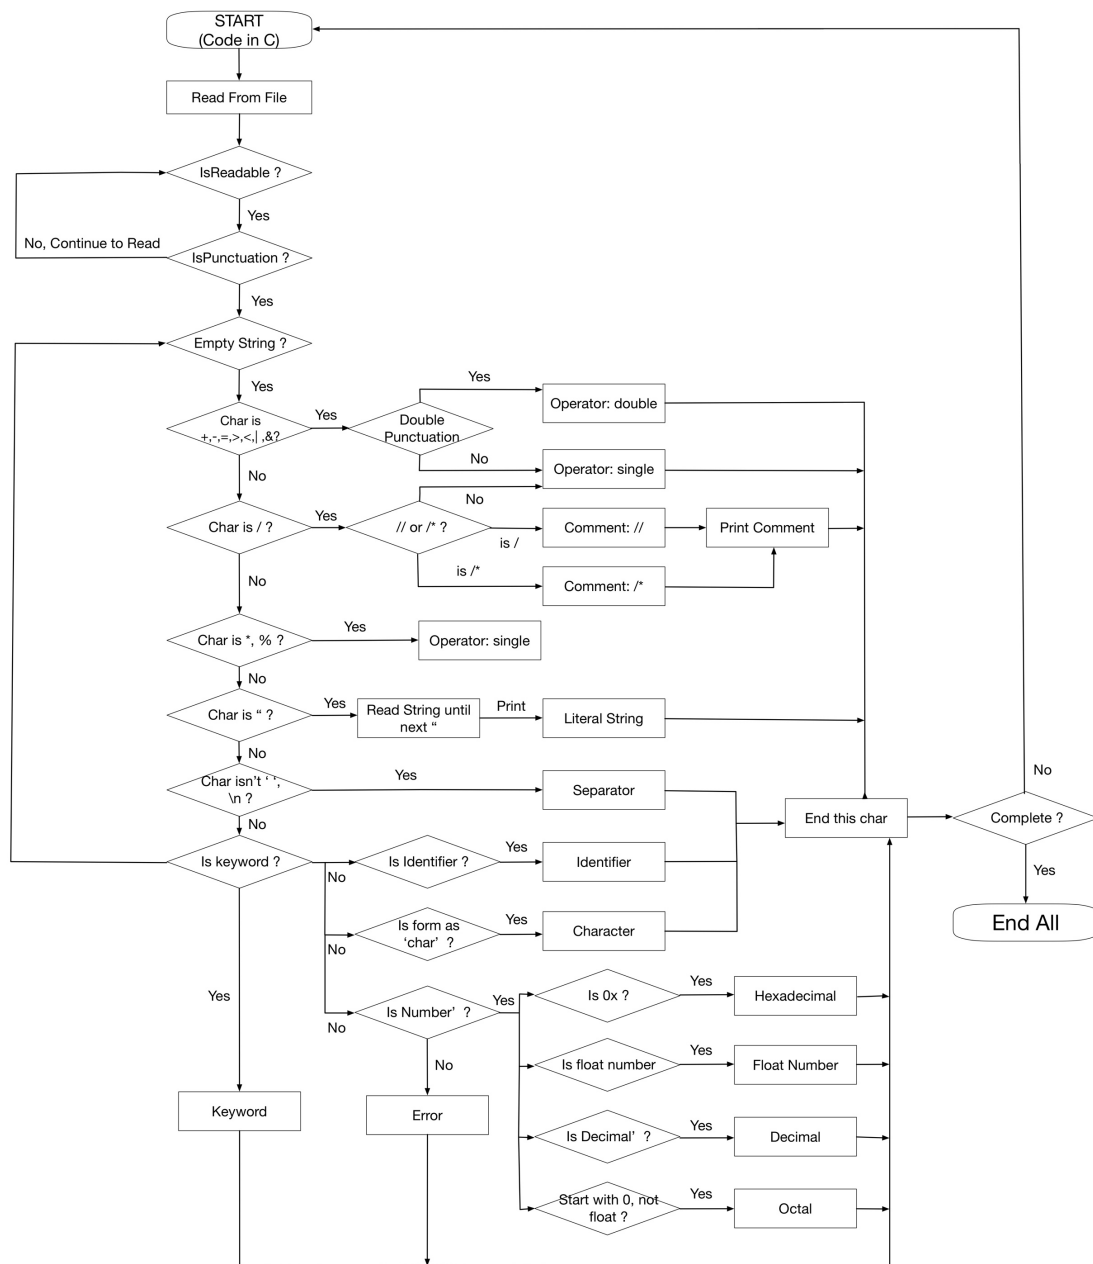 START
(Code in C)
Read From File
IsReadable ?
Yes
No, Continue to Read
IsPunctuation ?
Yes
Empty String ?
Yes
Yes
Operator: double
Char is
+,-,=,>,<,| ,&?
Yes
Double
Punctuation
No
No
Operator: single
No
Char is / ?
Yes
// or /* ?
is /
Comment: //
Print Comment
is /*
No
Comment: /*
Char is *, % ?
Yes
Operator: single
No
Char is “ ?
Yes
Read String until
next “
Print
Literal String
No
Char isn’t ‘ ‘,
\n ?
Yes
Separator
No
No
End this char
Complete ?
Is keyword ?
No
Is Identifier ?
Yes
Identifier
Yes
End All
No
Is form as
‘char’ ?
Yes
Character
Yes
No
Is Number’ ?
Yes
Is 0x ?
Yes
Hexadecimal
No
Is float number
Yes
Float Number
Keyword
Error
Is Decimal’ ?
Yes
Decimal
Start with 0, not
float ?
Yes
Octal